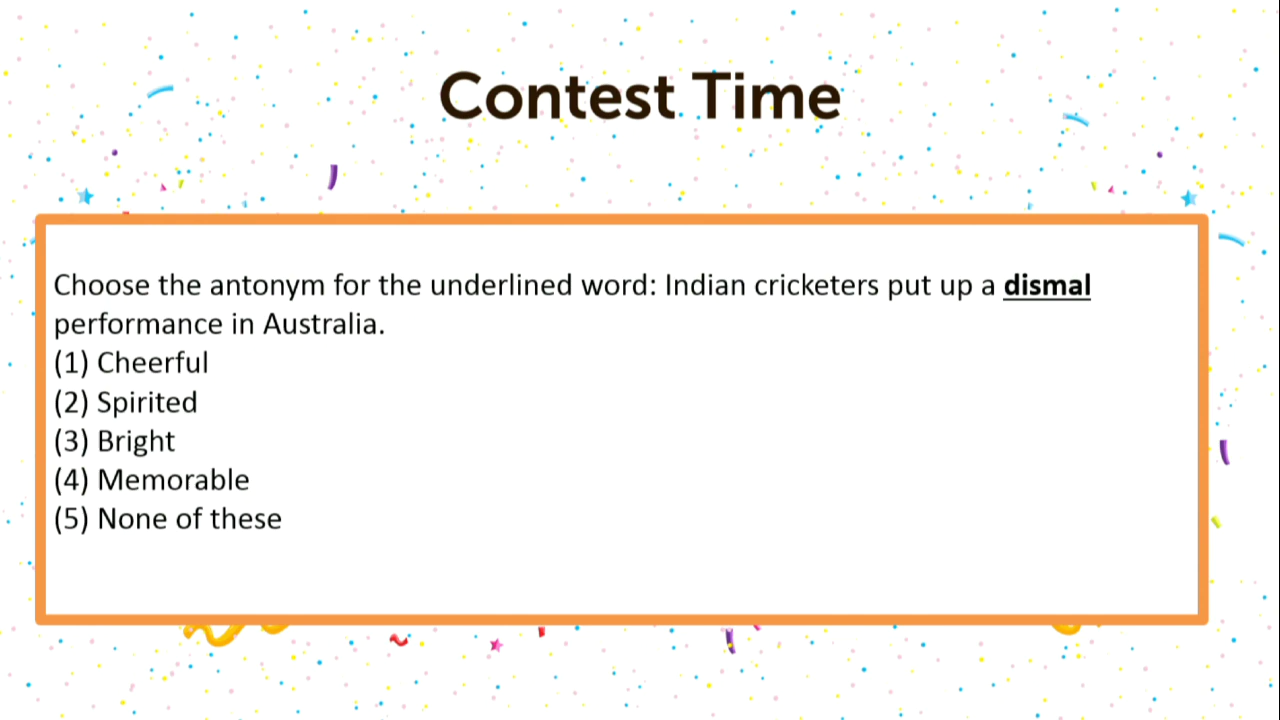 Contest Time
Choose the antonym for the underlined word: Indian cricketers put up a dismal
performance in Australia.
(1) Cheerful
(2) Spirited
(3) Bright
(4) Memorable
(5) None of these